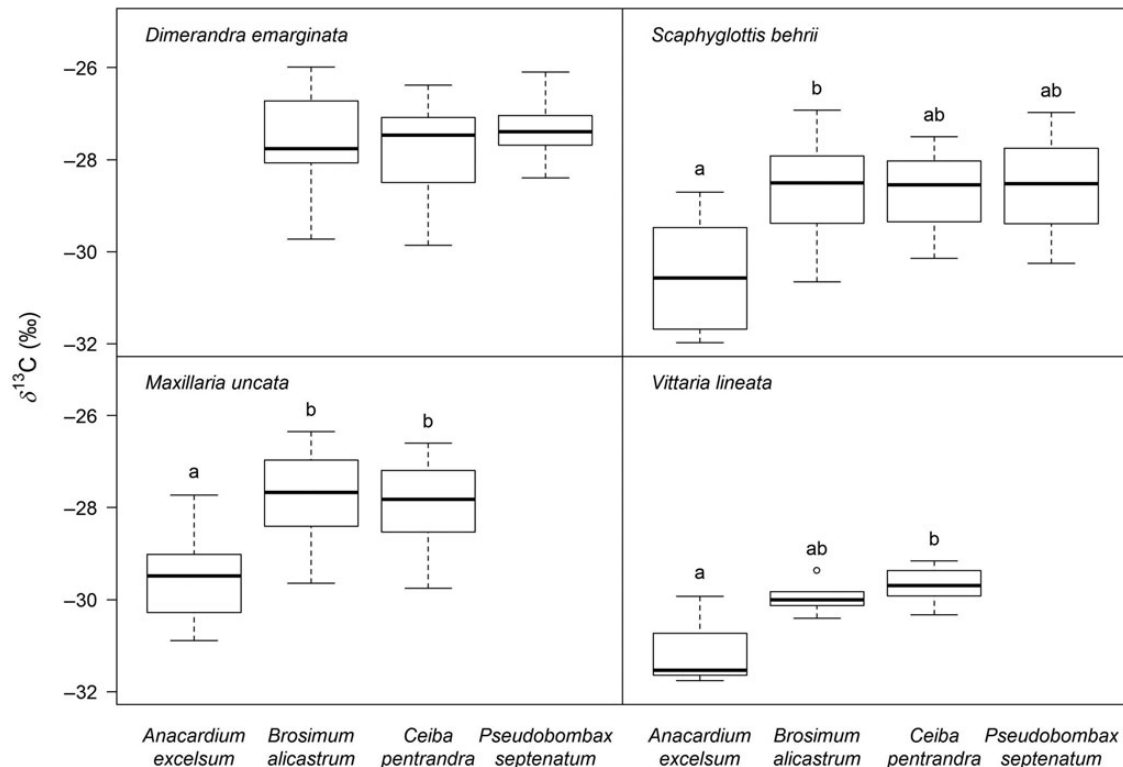 Dimerandra emarginata
Scaphyglottis behrii
–26
–28
–30
–32
b
ab
ab
a
δ¹³C (‰)
Maxillaria uncata
Vittaria lineata
–26
–28
–30
–32
a
b
b
a
ab
b
Anacardium
excelsum
Brosimum
alicastrum
Ceiba
pentrandra
Pseudobombax
septenatum
Anacardium
excelsum
Brosimum
alicastrum
Ceiba
pentrandra
Pseudobombax
septenatum